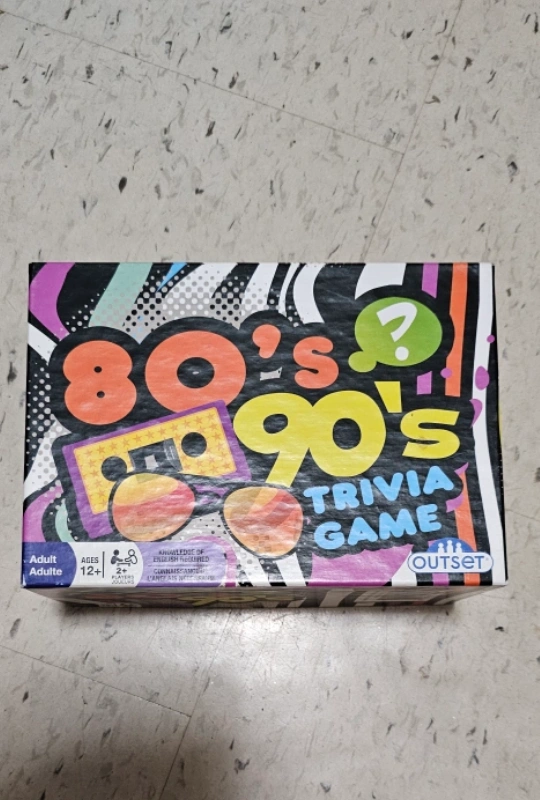 80's
?
90's
TRIVIA
GAME
OUTSET
Adult
Adulte
AGES
12+
2+
PLAYERS
JOUEURS
KNOWLEDGE OF
ENGLISH REQUIRED